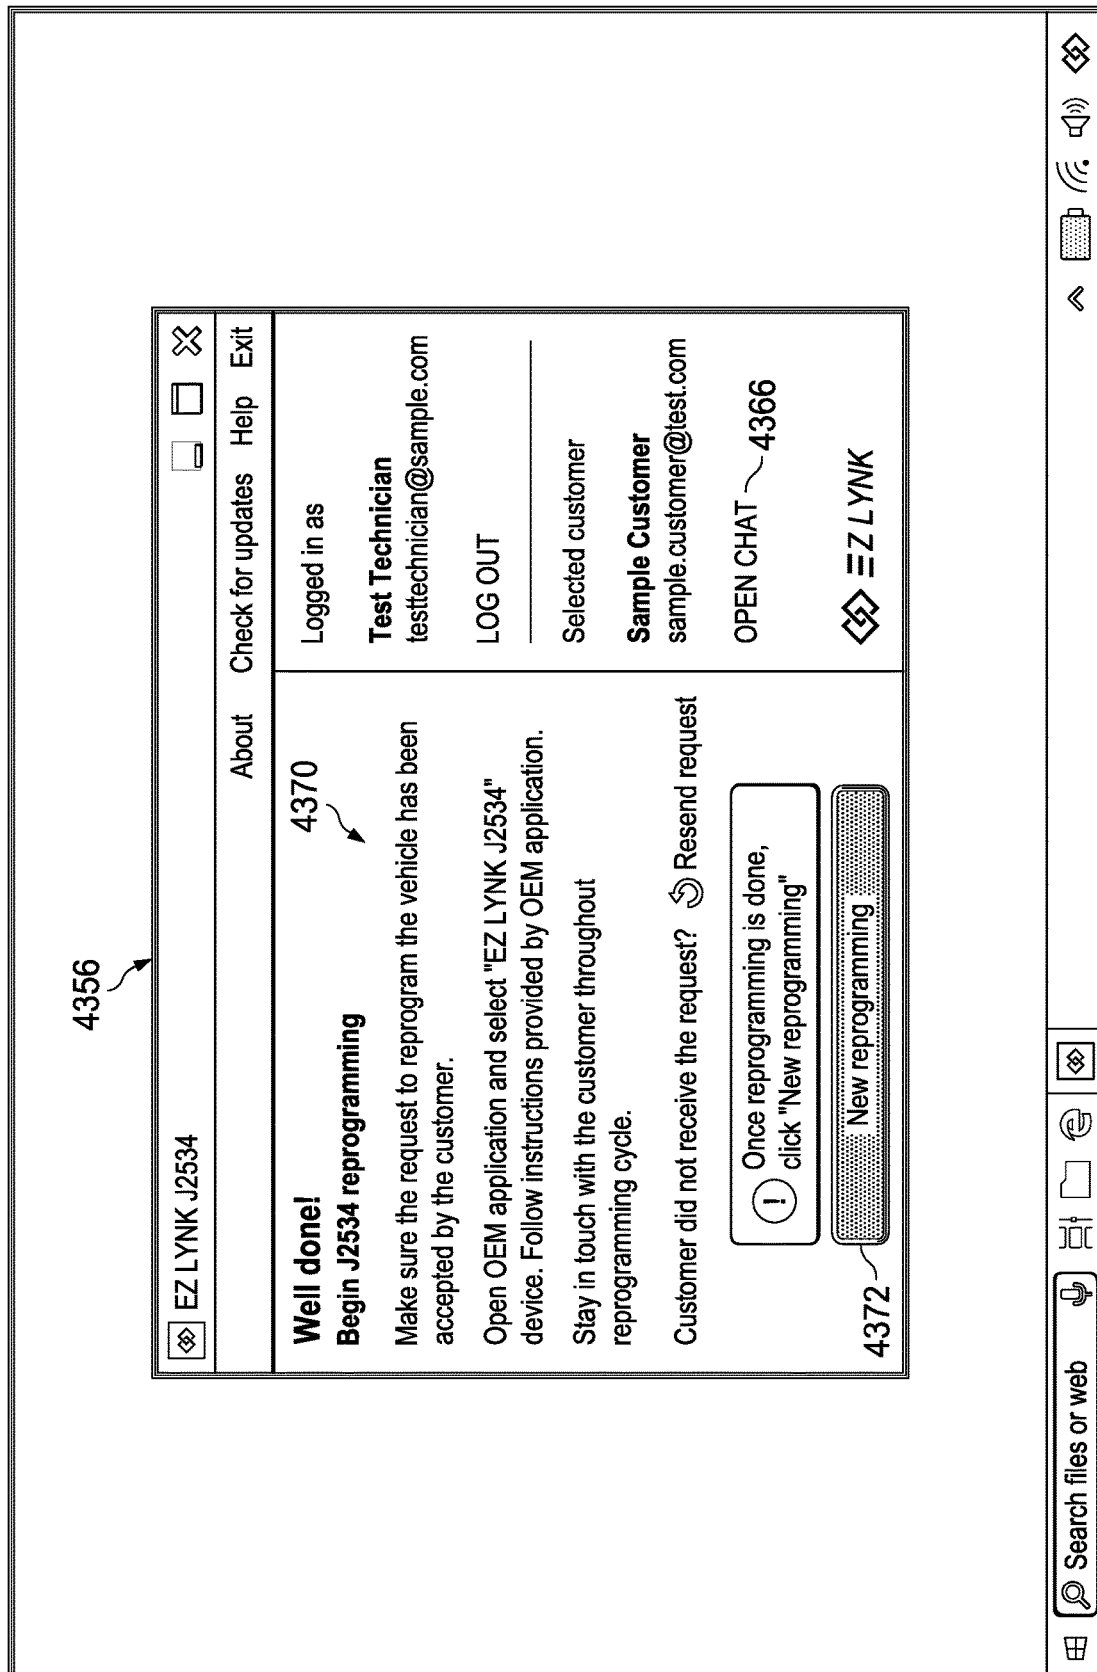 4356
EZ LYNK J2534
About Check for updates Help Exit
Well done!
4370
Begin J2534 reprogramming
Make sure the request to reprogram the vehicle has been
accepted by the customer.
Open OEM application and select "EZ LYNK J2534"
device. Follow instructions provided by OEM application.
Stay in touch with the customer throughout
reprogramming cycle.
Customer did not receive the request? Resend request
! Once reprogramming is done,
click "New reprogramming"
4372
New reprogramming
Logged in as
Test Technician
testtechnician@sample.com
LOG OUT
Selected customer
Sample Customer
sample.customer@test.com
OPEN CHAT 4366
EZ LYNK
Search files or web